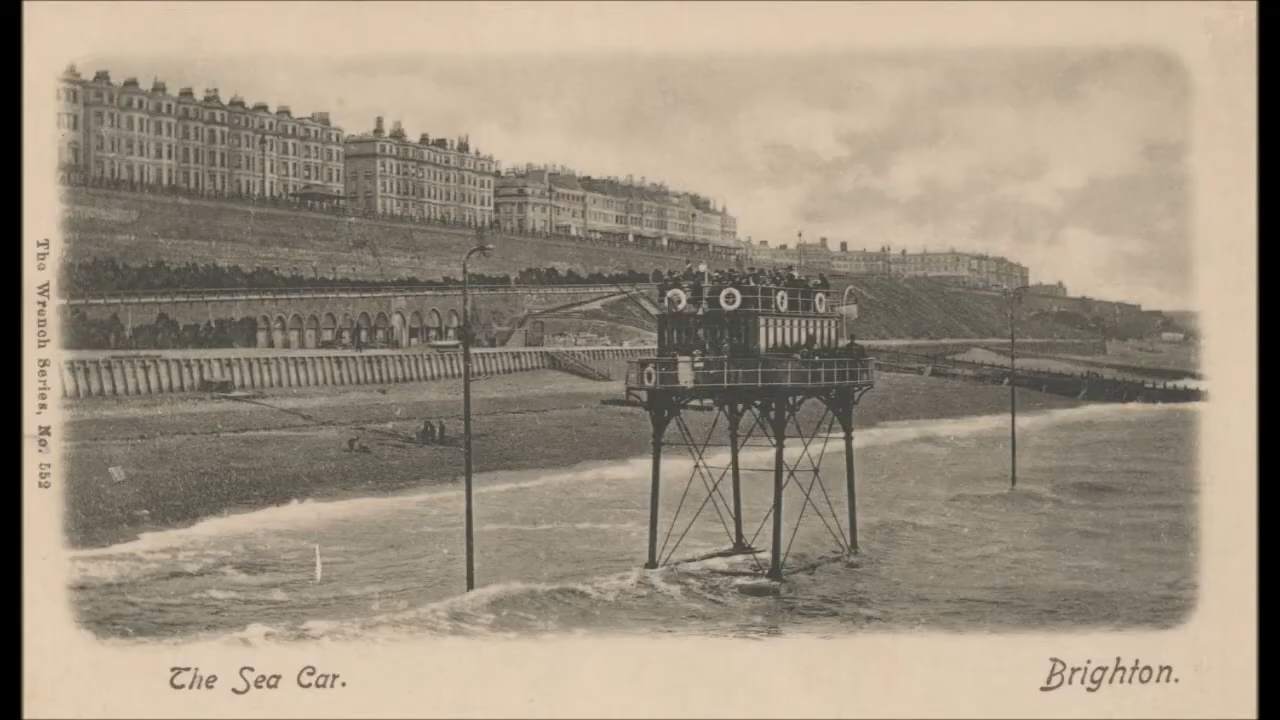 The Wrench Series, No. 552
The Sea Car.
Brighton.